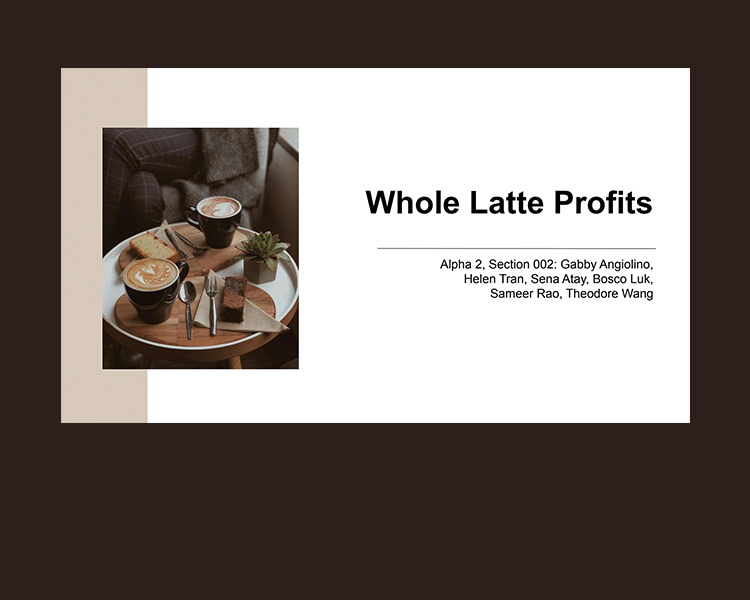 Whole Latte Profits
Alpha 2, Section 002: Gabby Angiolino,
Helen Tran, Sena Atay, Bosco Luk,
Sameer Rao, Theodore Wang